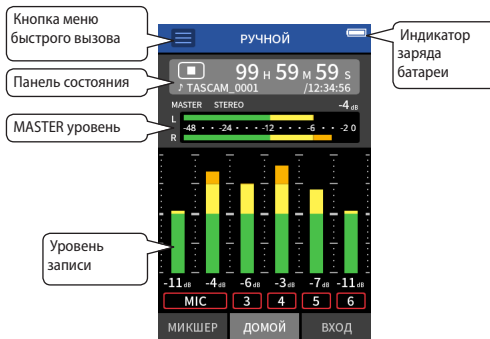 Кнопка меню
быстрого вызова
РУЧНОЙ
Индикатор
заряда
батареи
Панель состояния
99 H 59 M 59 S
♪ TASCAM_0001 /12:34:56
MASTER STEREO -4 dB
MASTER уровень
L
-48 · -24 · · · -12 · · · · -6 · · · -2 0
R
Уровень
записи
-11 dB -4 dB -6 dB -3 dB -7 dB -11 dB
MIC 3 4 5 6
МИКШЕР ДОМОЙ ВХОД